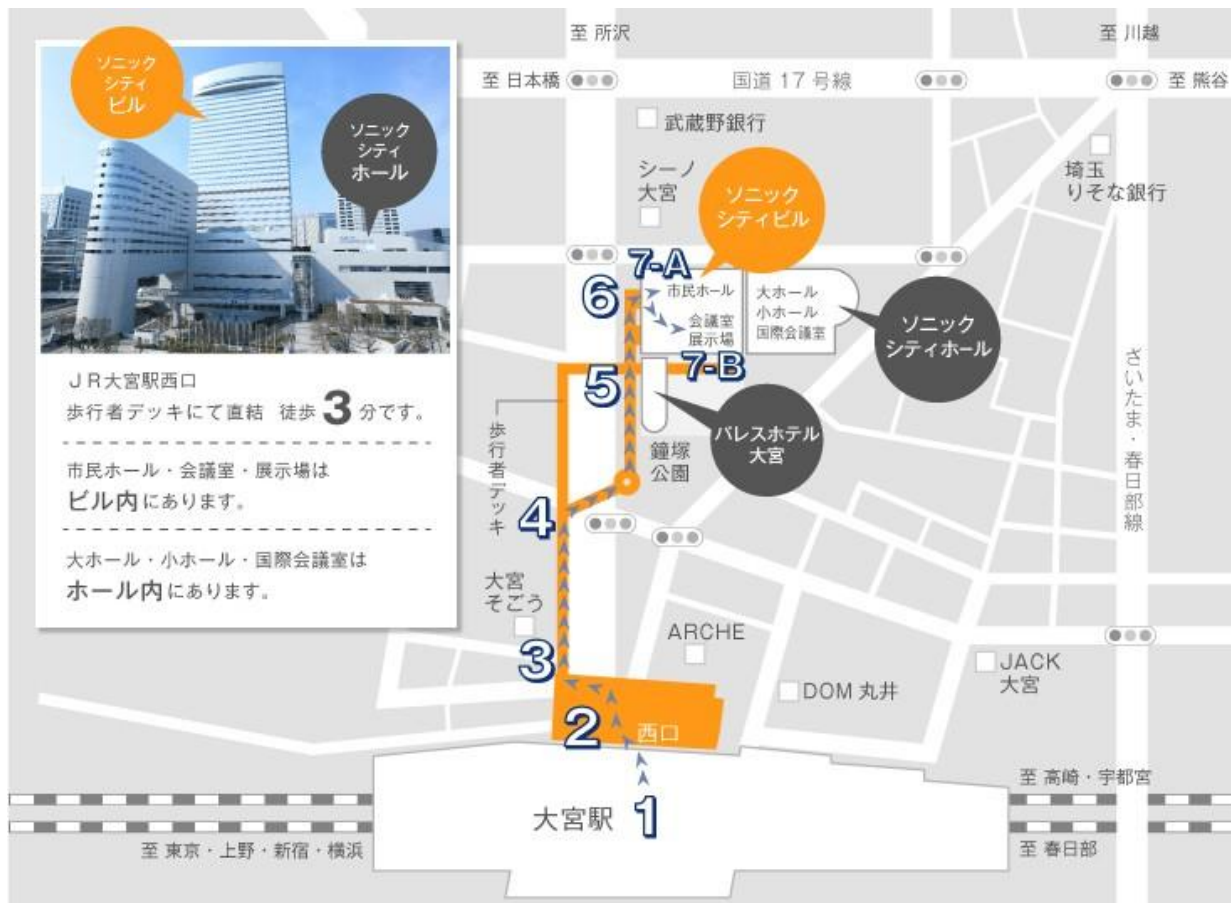 ソニック
シティ
ビル
ソニック
シティ
ホール
JR大宮駅西口
歩行者デッキにて直結 徒歩3分です。
市民ホール・会議室・展示場は
ビル内にあります。
大ホール・小ホール・国際会議室は
ホール内にあります。
至 所沢
至 川越
至 日本橋
国道17号線
至 熊谷
武蔵野銀行
シーノ
大宮
埼玉
りそな銀行
ソニック
シティビル
7-A
6
市民ホール
会議室
展示場
大ホール
小ホール
国際会議室
ソニック
シティホール
7-B
5
パレスホテル
大宮
鐘塚
公園
歩行者デッキ
さいたま・春日部線
4
大宮
そごう
3
ARCHE
JACK
大宮
DOM 丸井
2
西口
1
大宮駅
至 高崎・宇都宮
至 東京・上野・新宿・横浜
至 春日部